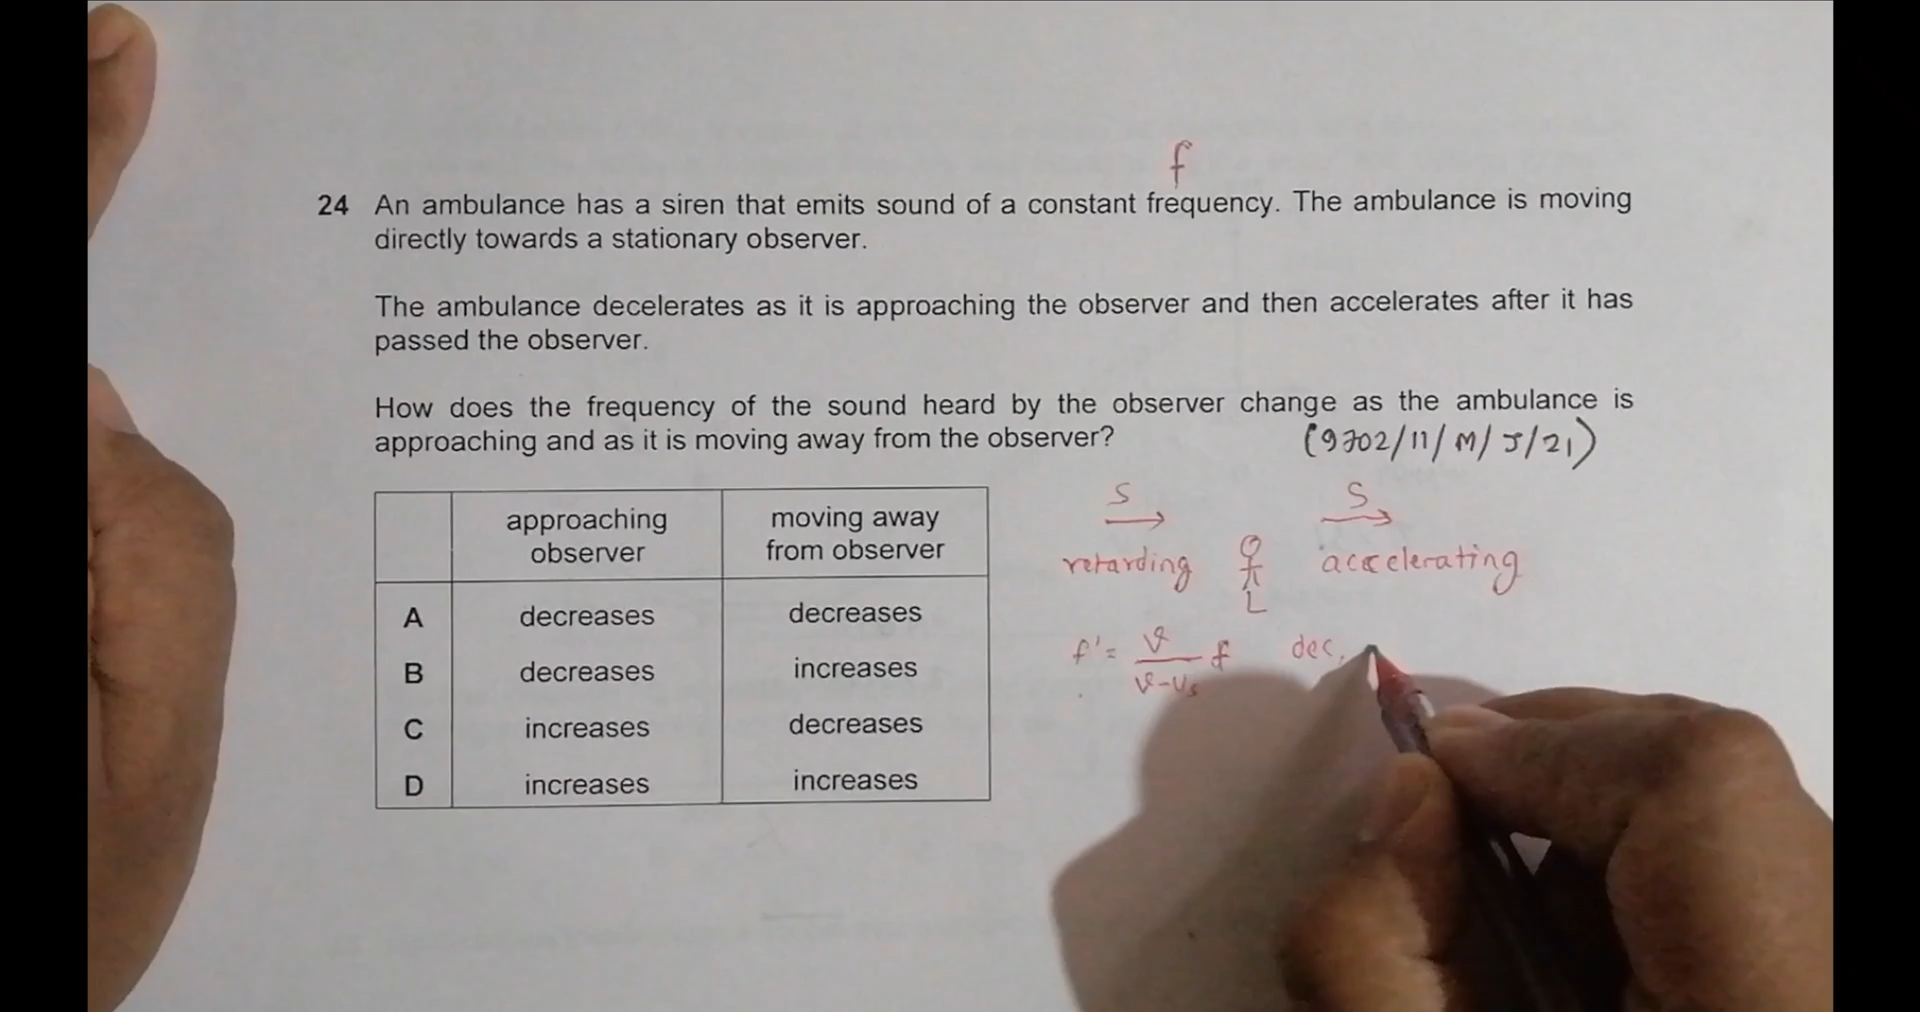 f
24 An ambulance has a siren that emits sound of a constant frequency. The ambulance is moving
directly towards a stationary observer.
The ambulance decelerates as it is approaching the observer and then accelerates after it has
passed the observer.
How does the frequency of the sound heard by the observer change as the ambulance is
approaching and as it is moving away from the observer?
(9702/11/M/J/21)
approaching observer moving away from observer
A decreases decreases
B decreases increases
C increases decreases
D increases increases
S S
retarding accelerating
L
f' = v/v-us f dec.